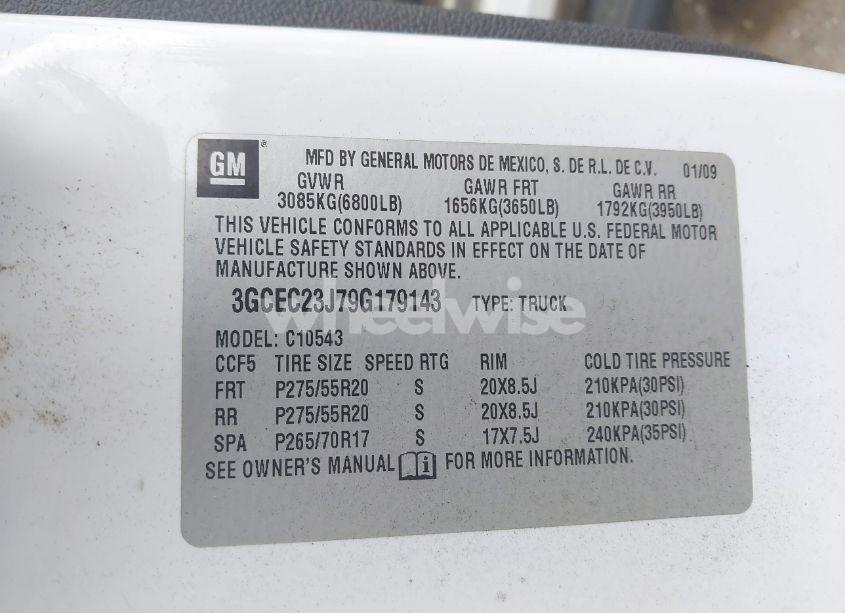 GM ® MFD BY GENERAL MOTORS DE MEXICO, S. DE R.L. DE C.V. 01/09
GVWR GAWR FRT GAWR RR
3085KG(6800LB) 1656KG(3650LB) 1792KG(3950LB)
THIS VEHICLE CONFORMS TO ALL APPLICABLE U.S. FEDERAL MOTOR
VEHICLE SAFETY STANDARDS IN EFFECT ON THE DATE OF
MANUFACTURE SHOWN ABOVE.
3GCEC23J79G179143 TYPE: TRUCK
wheelwise
MODEL: C10543
CCF5 TIRE SIZE SPEED RTG RIM COLD TIRE PRESSURE
FRT P275/55R20 S 20X8.5J 210KPA(30PSI)
RR P275/55R20 S 20X8.5J 210KPA(30PSI)
SPA P265/70R17 S 17X7.5J 240KPA(35PSI)
SEE OWNER'S MANUAL i FOR MORE INFORMATION.